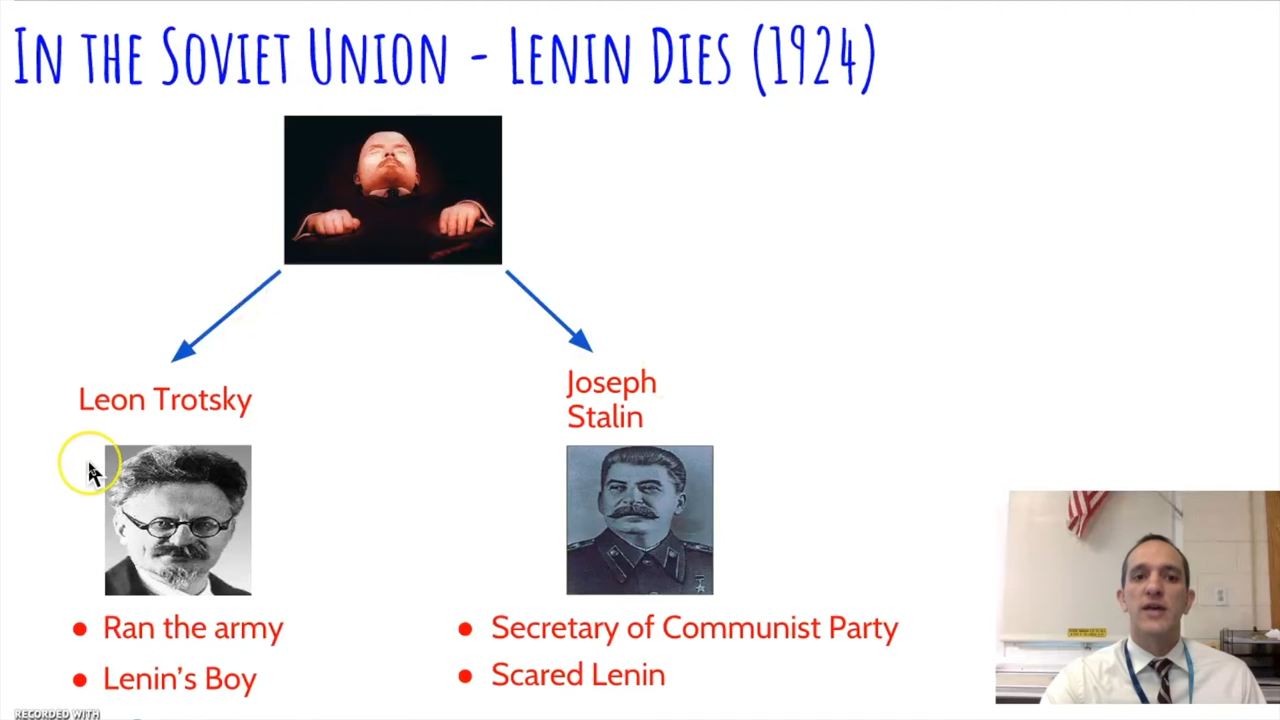 In the Soviet Union - Lenin Dies (1924)
Leon Trotsky
Joseph
Stalin
● Ran the army
● Lenin's Boy
● Secretary of Communist Party
● Scared Lenin
RECORDED WITH